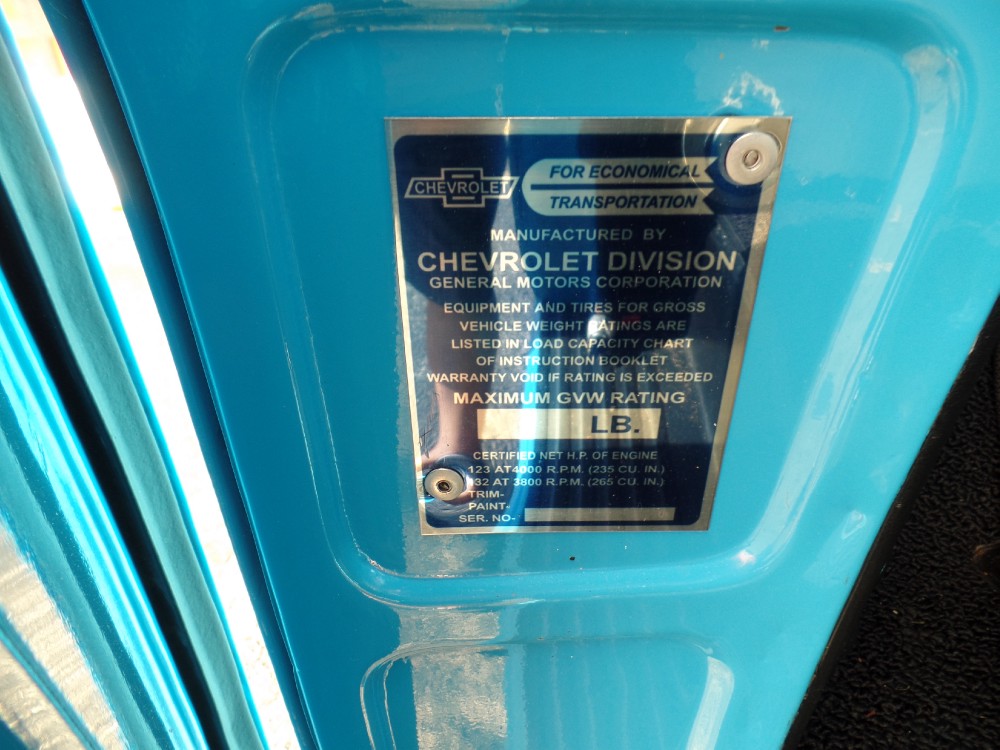 CHEVROLET
FOR ECONOMICAL
TRANSPORTATION
MANUFACTURED BY
CHEVROLET DIVISION
GENERAL MOTORS CORPORATION
EQUIPMENT AND TIRES FOR GROSS
VEHICLE WEIGHT RATINGS ARE
LISTED IN LOAD CAPACITY CHART
OF INSTRUCTION BOOKLET
WARRANTY VOID IF RATING IS EXCEEDED
MAXIMUM GVW RATING
LB.
CERTIFIED NET H.P. OF ENGINE
123 AT 4000 R.P.M. (235 CU. IN.)
32 AT 3800 R.P.M. (265 CU. IN.)
TRIM-
PAINT-
SER. NO-